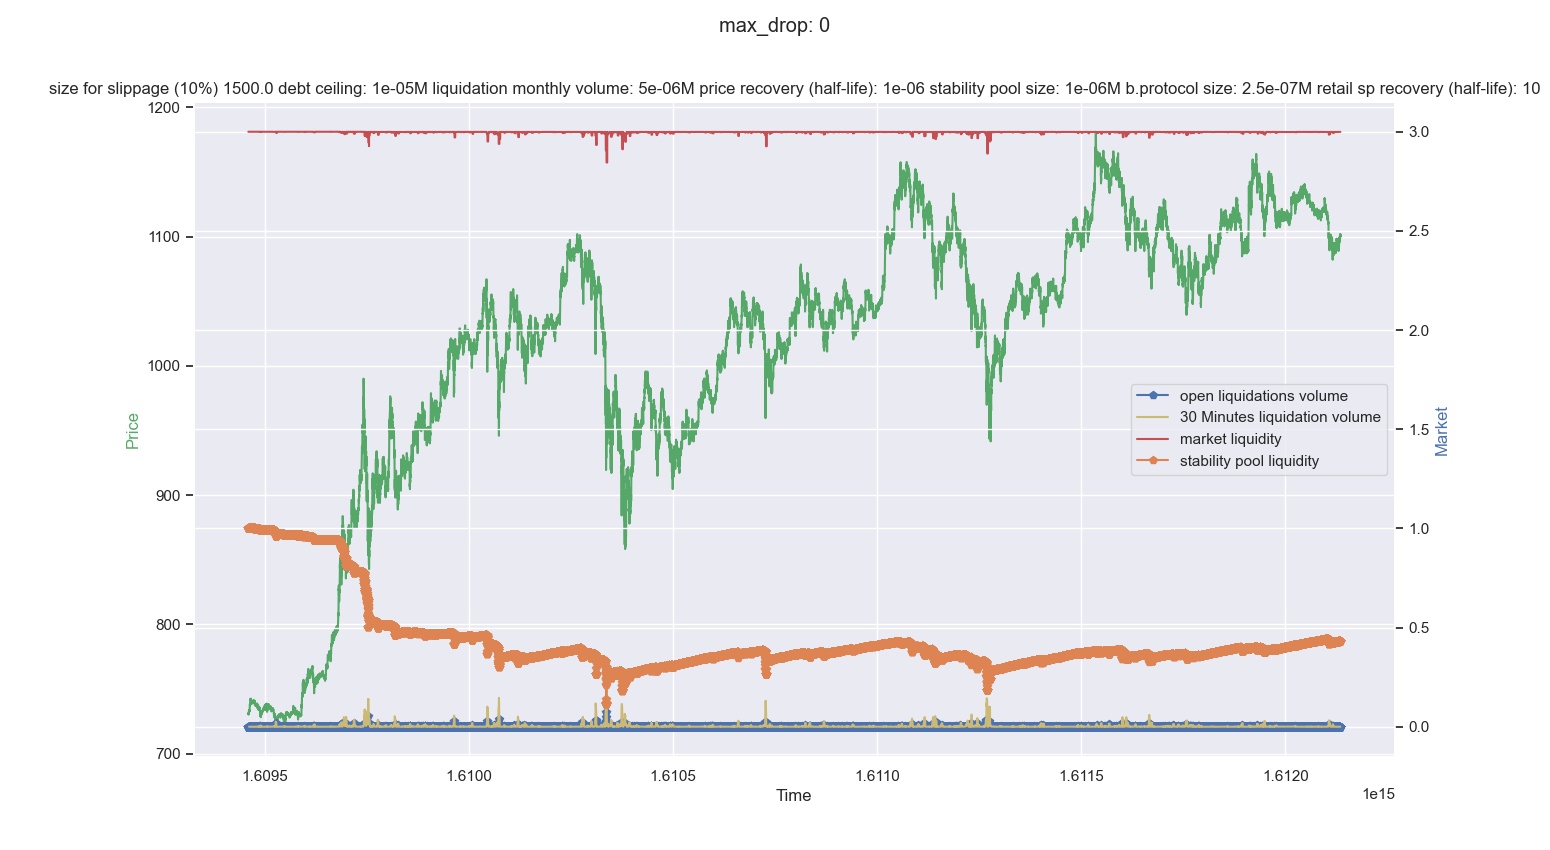 max_drop: 0
size for slippage (10%) 1500.0 debt ceiling: 1e-05M liquidation monthly volume: 5e-06M price recovery (half-life): 1e-06 stability pool size: 1e-06M b.protocol size: 2.5e-07M retail sp recovery (half-life): 10
1200
1100
1000
900
800
700
Price
3.0
2.5
2.0
1.5
1.0
0.5
0.0
Market
open liquidations volume
30 Minutes liquidation volume
market liquidity
stability pool liquidity
1.6095 1.6100 1.6105 1.6110 1.6115 1.6120
Time
1e15